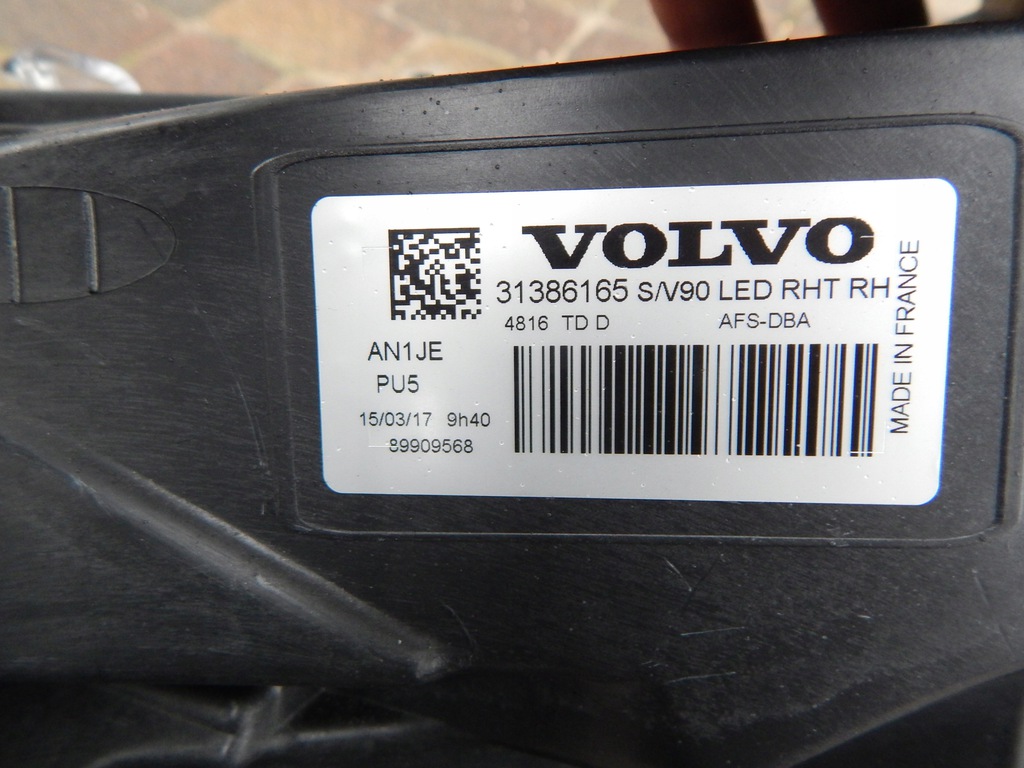 VOLVO
31386165 S/V90 LED RHT RH
4816 TD D AFS-DBA
AN1JE
PU5
15/03/17 9h40
89909568
MADE IN FRANCE